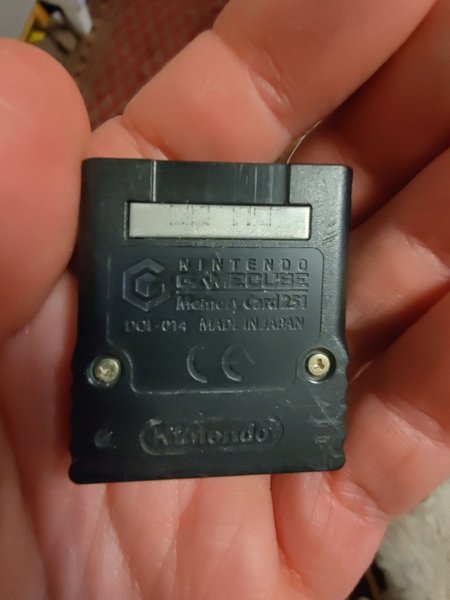 NINTENDO
GAMECUBE
Memory Card 251
DOL-014 MADE IN JAPAN
CE
Nintendo